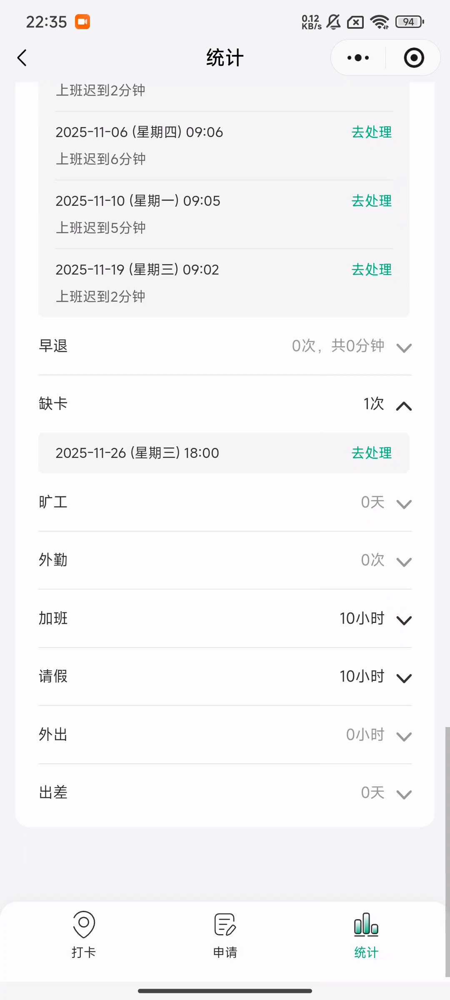 22:35
0.12 KB/s
94
统计
上班迟到2分钟
2025-11-06 (星期四) 09:06 去处理
上班迟到6分钟
2025-11-10 (星期一) 09:05 去处理
上班迟到5分钟
2025-11-19 (星期三) 09:02 去处理
上班迟到2分钟
早退 0次，共0分钟
缺卡 1次
2025-11-26 (星期三) 18:00 去处理
旷工 0天
外勤 0次
加班 10小时
请假 10小时
外出 0小时
出差 0天
打卡 申请 统计